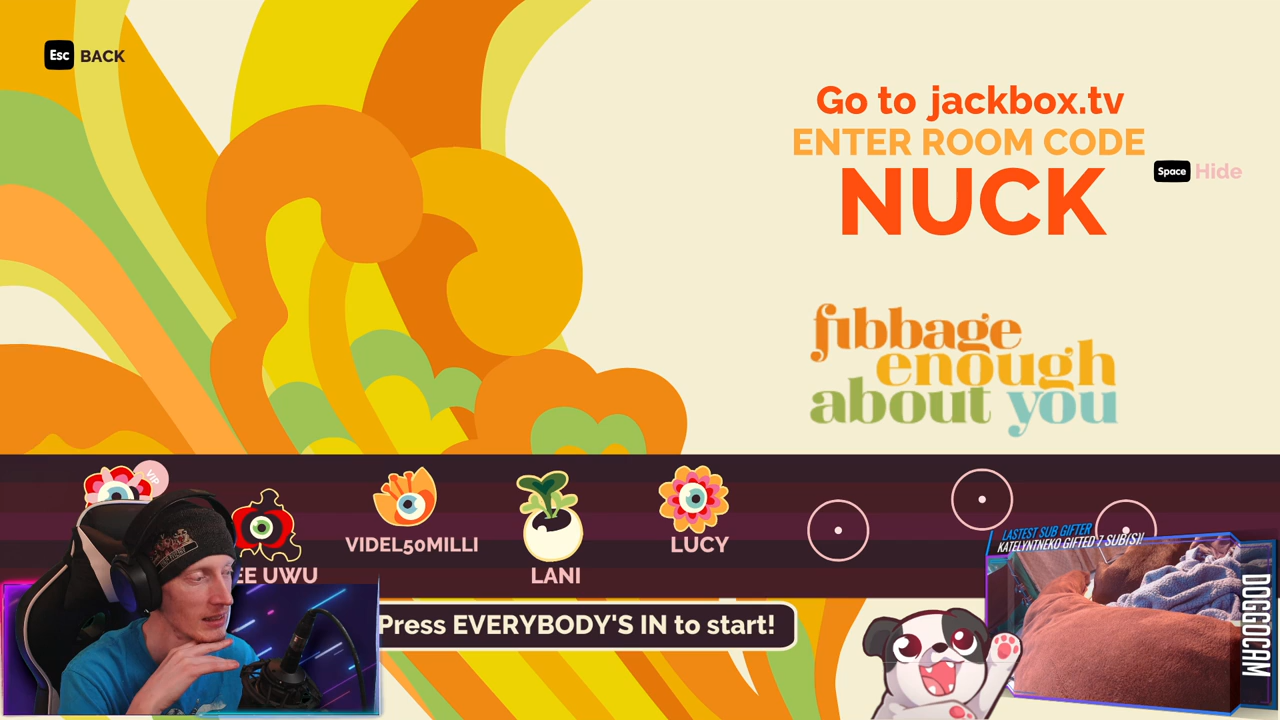 Esc BACK
Go to jackbox.tv
ENTER ROOM CODE
NUCK
Space Hide
fibbage
enough
about you
VIP
VIDEL50MILLI
LUCY
EE UWU
LANI
LASTEST SUB GIFTER
KATELYNTNEKO GIFTED 7 SUB(S)!
Press EVERYBODY'S IN to start!
DOGGOCAM